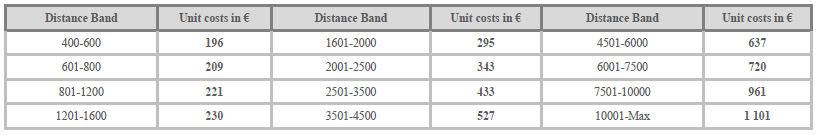 Distance Band Unit costs in € Distance Band Unit costs in € Distance Band Unit costs in €
400-600 196 1601-2000 295 4501-6000 637
601-800 209 2001-2500 343 6001-7500 720
801-1200 221 2501-3500 433 7501-10000 961
1201-1600 230 3501-4500 527 10001-Max 1 101